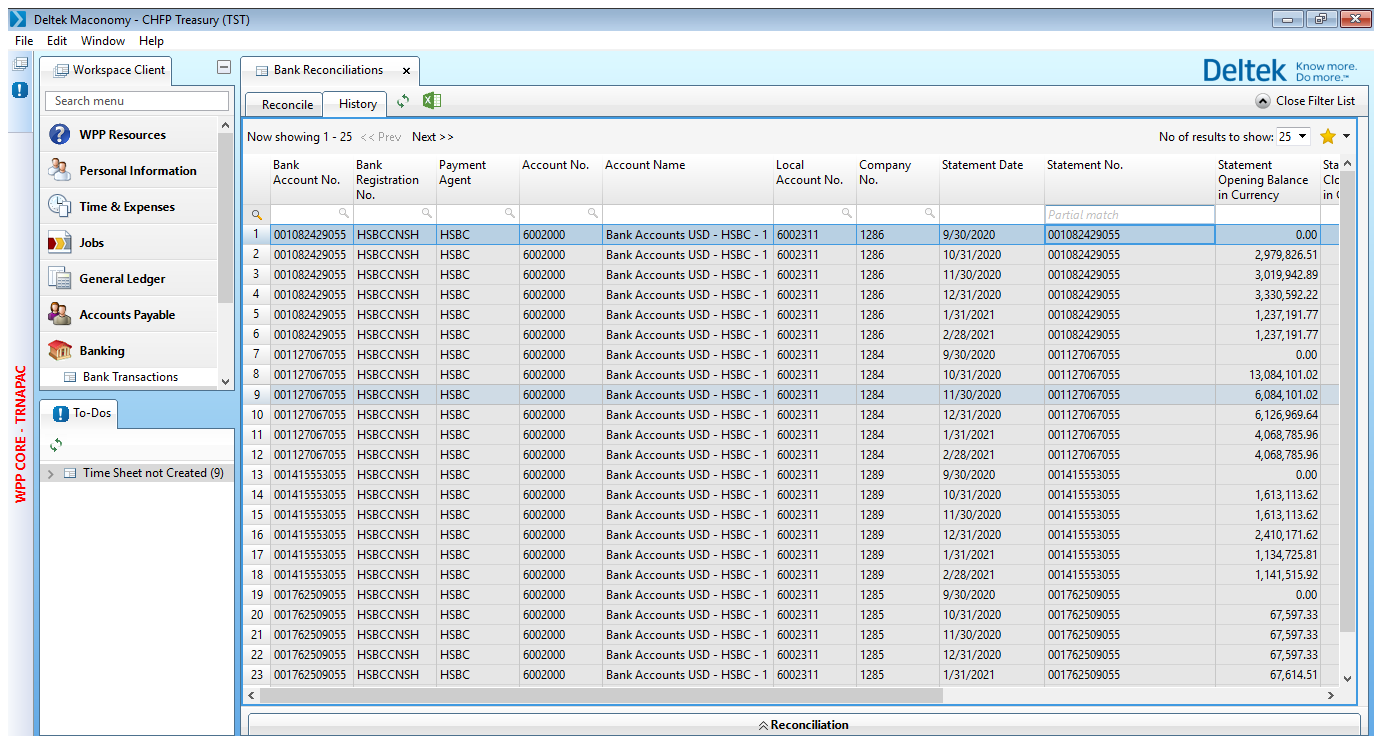 Deltek Maconomy - CHFP Treasury (TST)
File Edit Window Help
Workspace Client
Search menu
WPP Resources
Personal Information
Time & Expenses
Jobs
General Ledger
Accounts Payable
Banking
Bank Transactions
To-Dos
Time Sheet not Created (9)
WPP CORE - TRNAPAC
Bank Reconciliations
Deltek Know more. Do more.™
Reconcile History
Close Filter List
Now showing 1 - 25 << Prev Next >>
No of results to show: 25
Bank Account No. Bank Registration No. Payment Agent Account No. Account Name Local Account No. Company No. Statement Date Statement No. Statement Opening Balance in Currency
Partial match
1 001082429055 HSBCCNSH HSBC 6002000 Bank Accounts USD - HSBC - 1 6002311 1286 9/30/2020 001082429055 0.00
2 001082429055 HSBCCNSH HSBC 6002000 Bank Accounts USD - HSBC - 1 6002311 1286 10/31/2020 001082429055 2,979,826.51
3 001082429055 HSBCCNSH HSBC 6002000 Bank Accounts USD - HSBC - 1 6002311 1286 11/30/2020 001082429055 3,019,942.89
4 001082429055 HSBCCNSH HSBC 6002000 Bank Accounts USD - HSBC - 1 6002311 1286 12/31/2020 001082429055 3,330,592.22
5 001082429055 HSBCCNSH HSBC 6002000 Bank Accounts USD - HSBC - 1 6002311 1286 1/31/2021 001082429055 1,237,191.77
6 001082429055 HSBCCNSH HSBC 6002000 Bank Accounts USD - HSBC - 1 6002311 1286 2/28/2021 001082429055 1,237,191.77
7 001127067055 HSBCCNSH HSBC 6002000 Bank Accounts USD - HSBC - 1 6002311 1284 9/30/2020 001127067055 0.00
8 001127067055 HSBCCNSH HSBC 6002000 Bank Accounts USD - HSBC - 1 6002311 1284 10/31/2020 001127067055 13,084,101.02
9 001127067055 HSBCCNSH HSBC 6002000 Bank Accounts USD - HSBC - 1 6002311 1284 11/30/2020 001127067055 6,084,101.02
10 001127067055 HSBCCNSH HSBC 6002000 Bank Accounts USD - HSBC - 1 6002311 1284 12/31/2020 001127067055 6,126,969.64
11 001127067055 HSBCCNSH HSBC 6002000 Bank Accounts USD - HSBC - 1 6002311 1284 1/31/2021 001127067055 4,068,785.96
12 001127067055 HSBCCNSH HSBC 6002000 Bank Accounts USD - HSBC - 1 6002311 1284 2/28/2021 001127067055 4,068,785.96
13 001415553055 HSBCCNSH HSBC 6002000 Bank Accounts USD - HSBC - 1 6002311 1289 9/30/2020 001415553055 0.00
14 001415553055 HSBCCNSH HSBC 6002000 Bank Accounts USD - HSBC - 1 6002311 1289 10/31/2020 001415553055 1,613,113.62
15 001415553055 HSBCCNSH HSBC 6002000 Bank Accounts USD - HSBC - 1 6002311 1289 11/30/2020 001415553055 1,613,113.62
16 001415553055 HSBCCNSH HSBC 6002000 Bank Accounts USD - HSBC - 1 6002311 1289 12/31/2020 001415553055 2,410,171.62
17 001415553055 HSBCCNSH HSBC 6002000 Bank Accounts USD - HSBC - 1 6002311 1289 1/31/2021 001415553055 1,134,725.81
18 001415553055 HSBCCNSH HSBC 6002000 Bank Accounts USD - HSBC - 1 6002311 1289 2/28/2021 001415553055 1,141,515.92
19 001762509055 HSBCCNSH HSBC 6002000 Bank Accounts USD - HSBC - 1 6002311 1285 9/30/2020 001762509055 0.00
20 001762509055 HSBCCNSH HSBC 6002000 Bank Accounts USD - HSBC - 1 6002311 1285 10/31/2020 001762509055 67,597.33
21 001762509055 HSBCCNSH HSBC 6002000 Bank Accounts USD - HSBC - 1 6002311 1285 11/30/2020 001762509055 67,597.33
22 001762509055 HSBCCNSH HSBC 6002000 Bank Accounts USD - HSBC - 1 6002311 1285 12/31/2020 001762509055 67,597.33
23 001762509055 HSBCCNSH HSBC 6002000 Bank Accounts USD - HSBC - 1 6002311 1285 1/31/2021 001762509055 67,614.51
Reconciliation